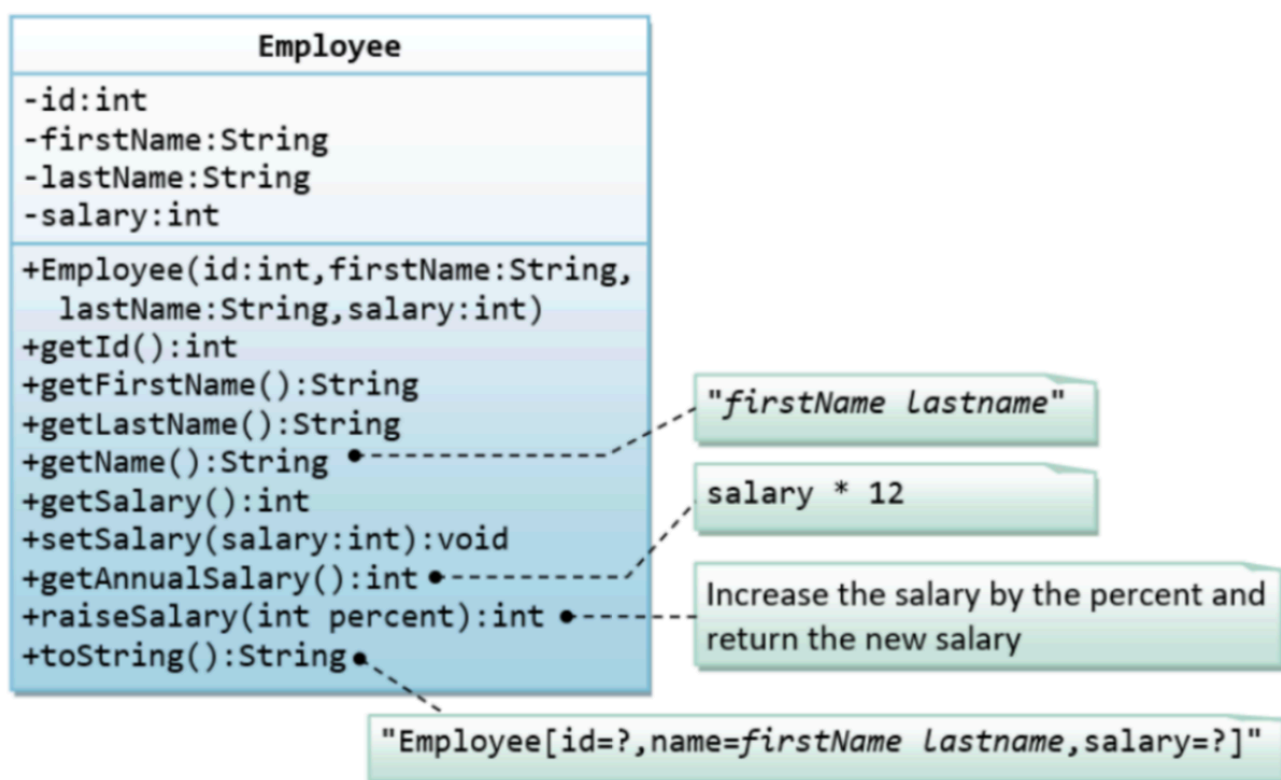 Employee
-id:int
-firstName:String
-lastName:String
-salary:int
+Employee(id:int,firstName:String,
lastName:String,salary:int)
+getId():int
+getFirstName():String
+getLastName():String
+getName():String
+getSalary():int
+setSalary(salary:int):void
+getAnnualSalary():int
+raiseSalary(int percent):int
+toString():String
"firstName lastname"
salary * 12
Increase the salary by the percent and
return the new salary
"Employee[id=?,name=firstName lastname,salary=?]"